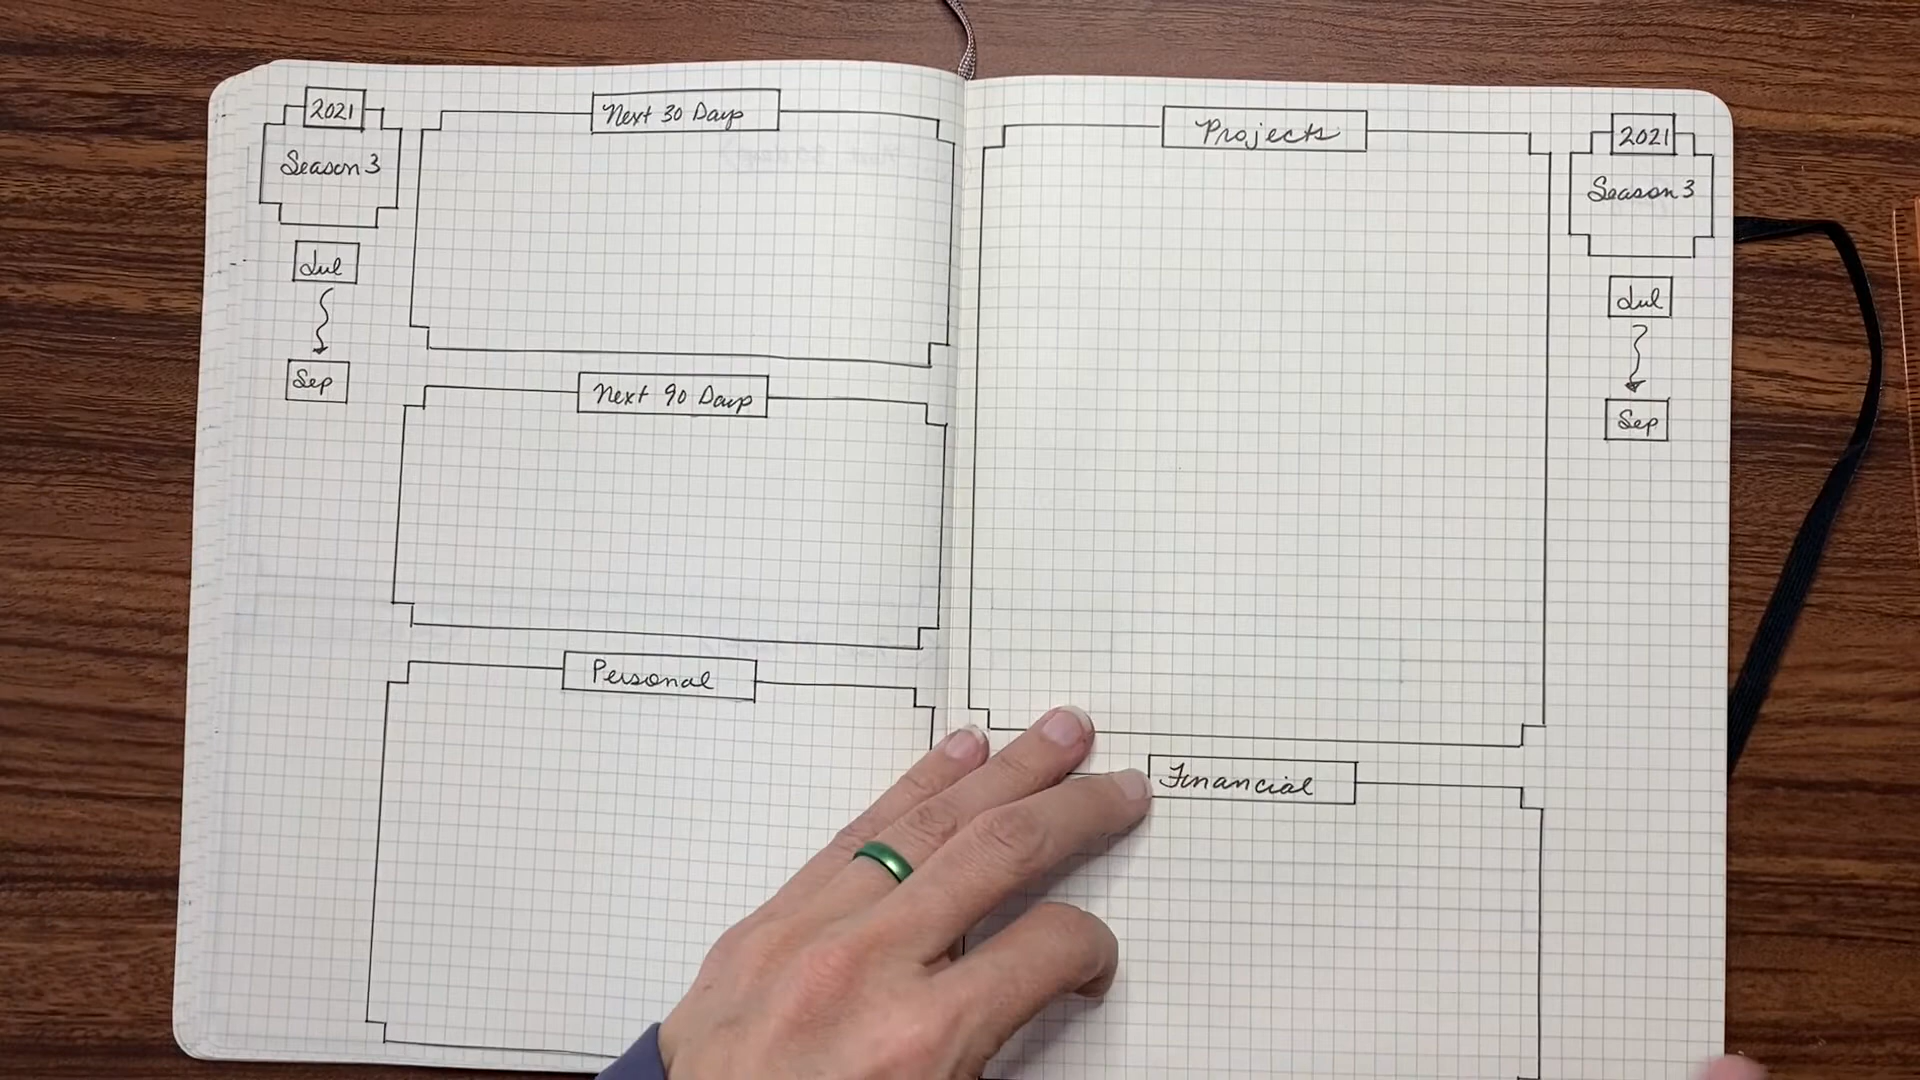 2021
Season 3
Jul
Sep
Next 30 Days
Next 90 Days
Personal
Projects
Financial
2021
Season 3
Jul
Sep